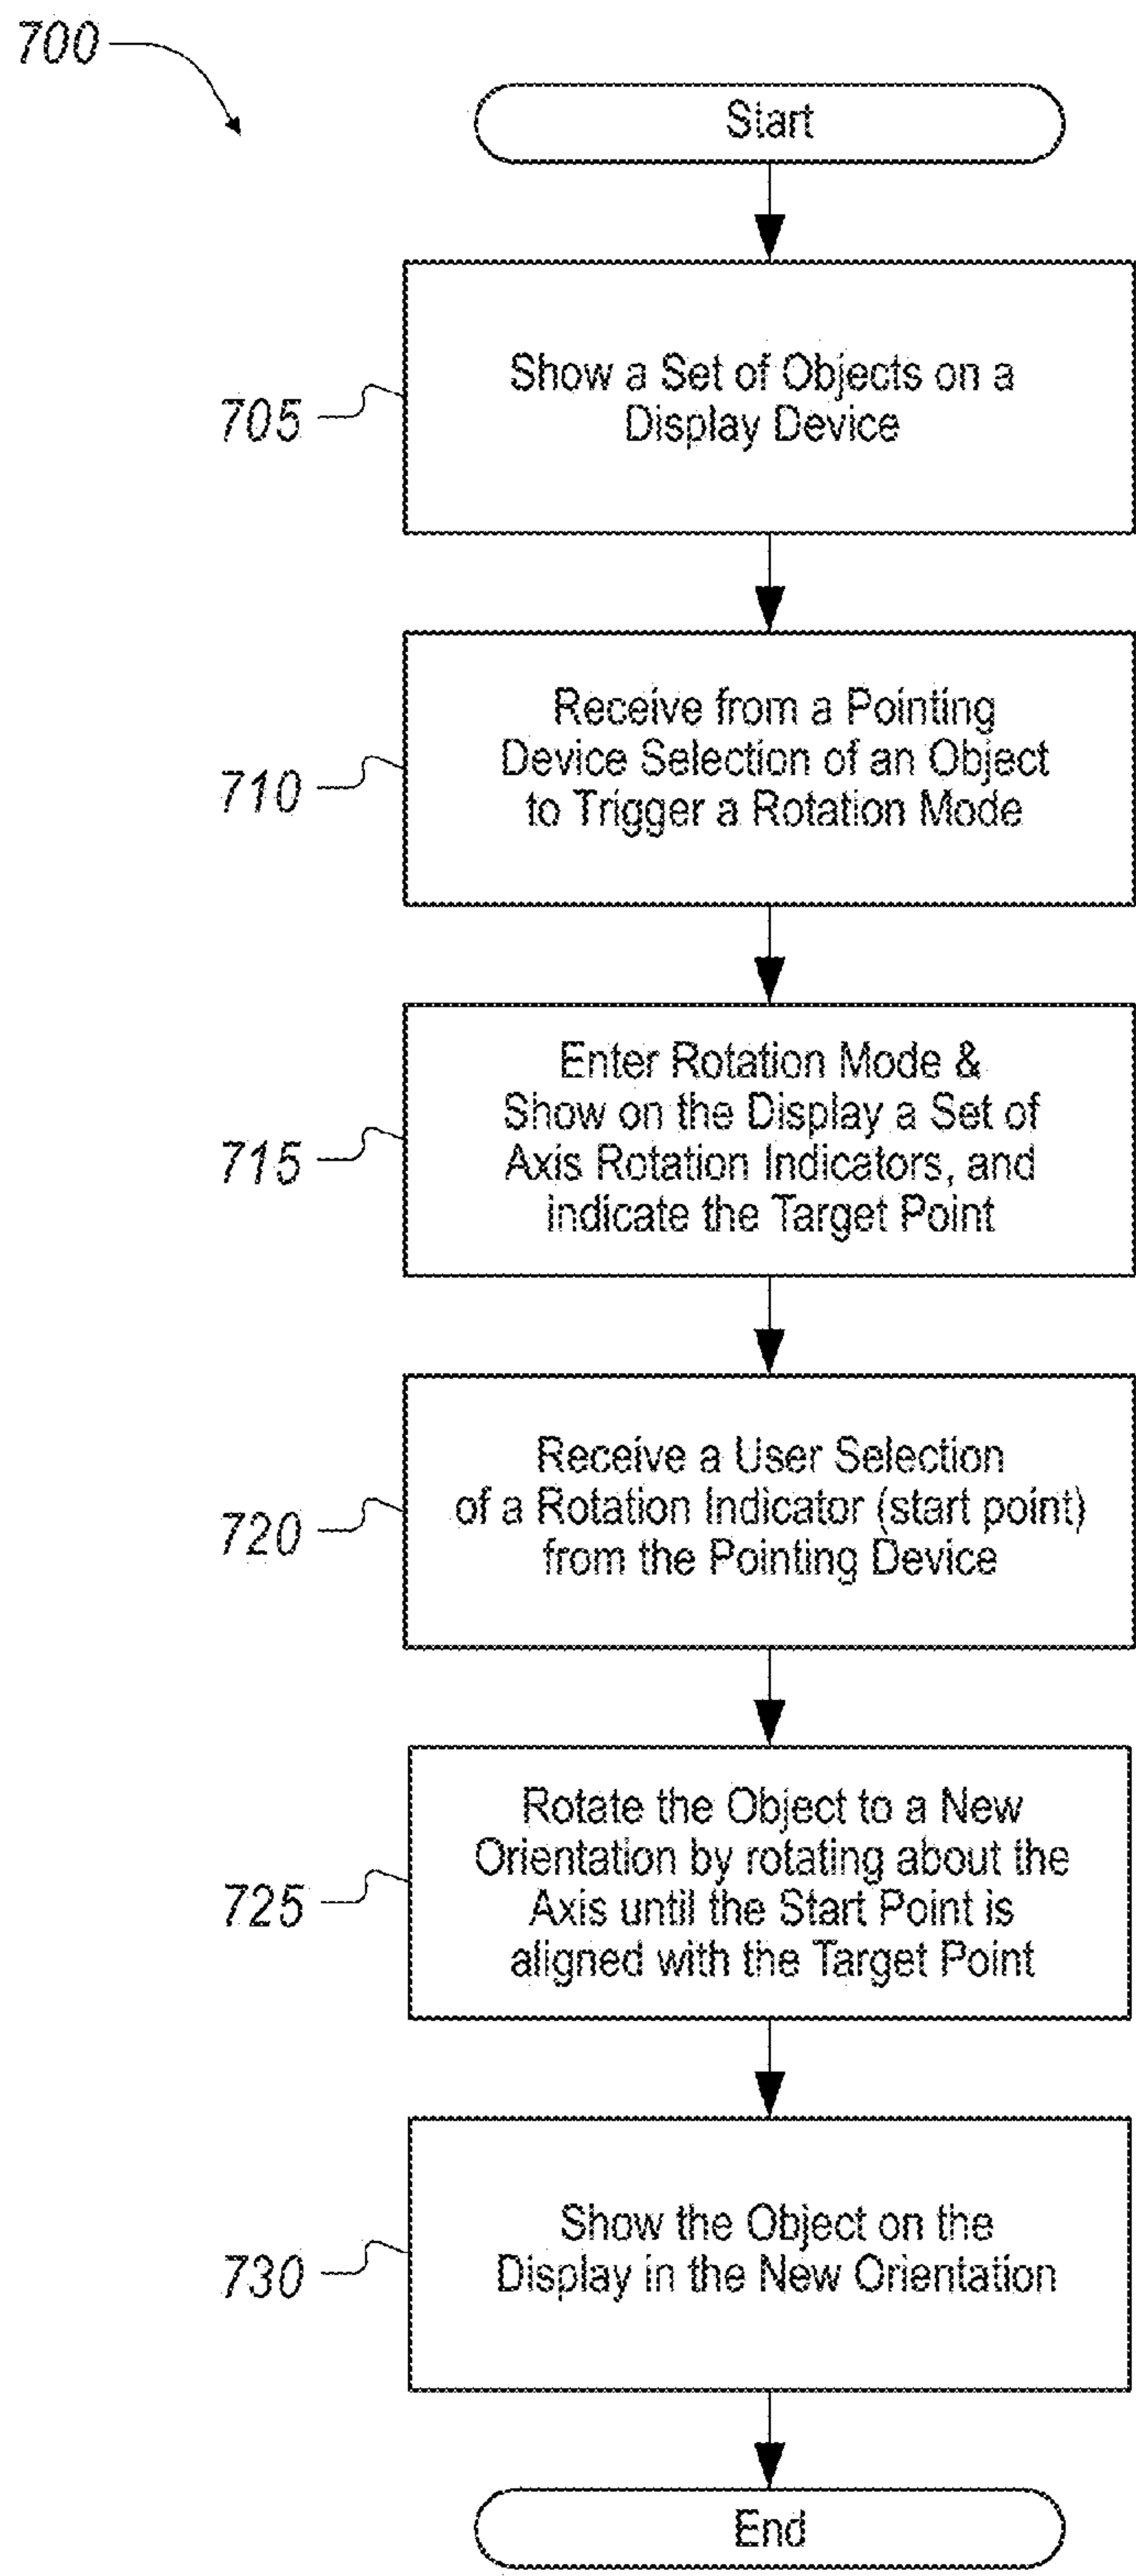 700
Start
705
Show a Set of Objects on a
Display Device
710
Receive from a Pointing
Device Selection of an Object
to Trigger a Rotation Mode
715
Enter Rotation Mode &
Show on the Display a Set of
Axis Rotation Indicators, and
indicate the Target Point
720
Receive a User Selection
of a Rotation Indicator (start point)
from the Pointing Device
725
Rotate the Object to a New
Orientation by rotating about the
Axis until the Start Point is
aligned with the Target Point
730
Show the Object on the
Display in the New Orientation
End